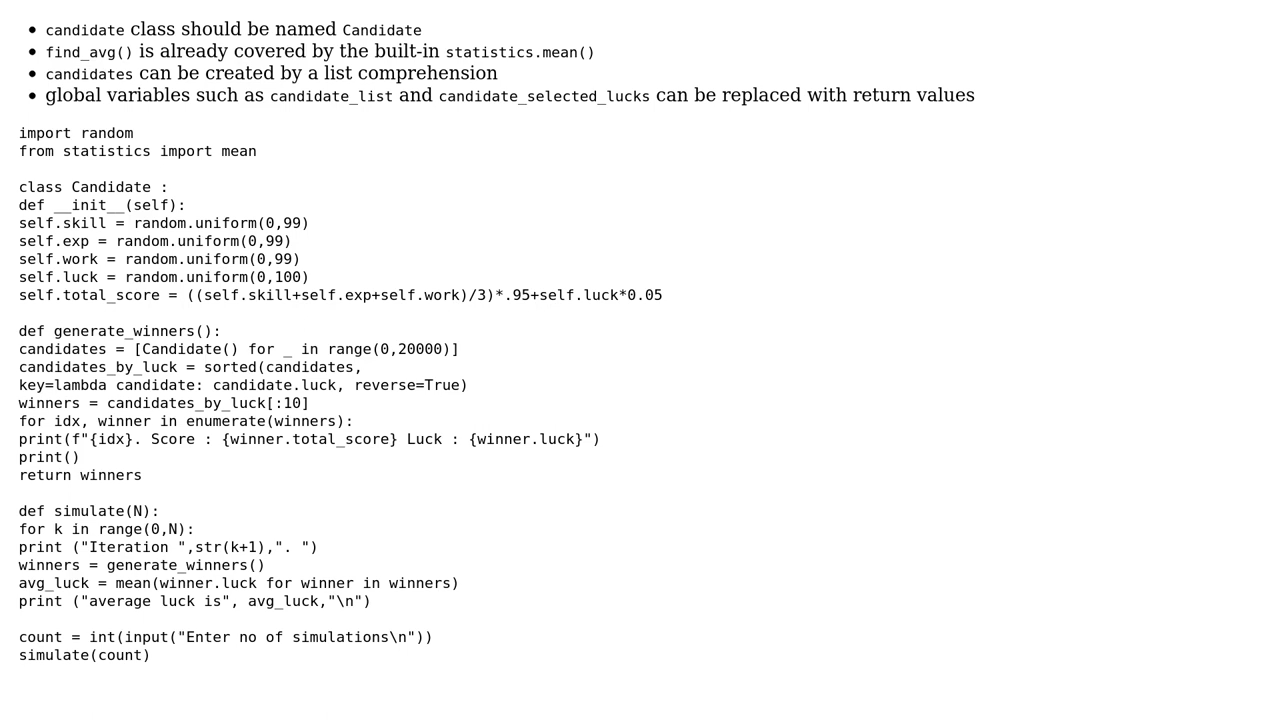 • candidate class should be named Candidate
• find_avg() is already covered by the built-in statistics.mean()
• candidates can be created by a list comprehension
• global variables such as candidate_list and candidate_selected_lucks can be replaced with return values
import random
from statistics import mean
class Candidate :
def __init__(self):
self.skill = random.uniform(0,99)
self.exp = random.uniform(0,99)
self.work = random.uniform(0,99)
self.luck = random.uniform(0,100)
self.total_score = ((self.skill+self.exp+self.work)/3)*.95+self.luck*0.05
def generate_winners():
candidates = [Candidate() for _ in range(0,20000)]
candidates_by_luck = sorted(candidates,
key=lambda candidate: candidate.luck, reverse=True)
winners = candidates_by_luck[:10]
for idx, winner in enumerate(winners):
print(f"{idx}. Score : {winner.total_score} Luck : {winner.luck}")
print()
return winners
def simulate(N):
for k in range(0,N):
print ("Iteration ",str(k+1),". ")
winners = generate_winners()
avg_luck = mean(winner.luck for winner in winners)
print ("average luck is", avg_luck,"\n")
count = int(input("Enter no of simulations\n"))
simulate(count)